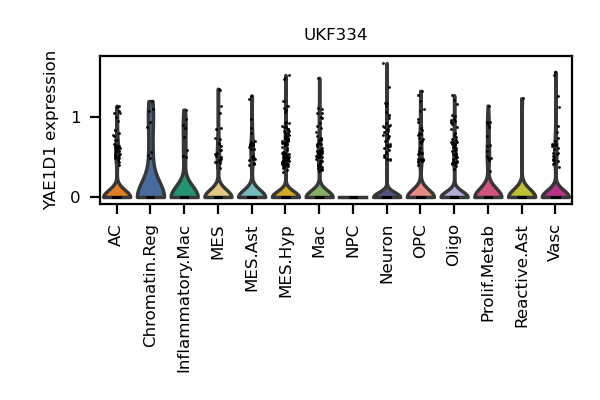 UKF334
YAE1D1 expression
1
0
AC
Chromatin.Reg
Inflammatory.Mac
MES
MES.Ast
MES.Hyp
Mac
NPC
Neuron
OPC
Oligo
Prolif.Metab
Reactive.Ast
Vasc